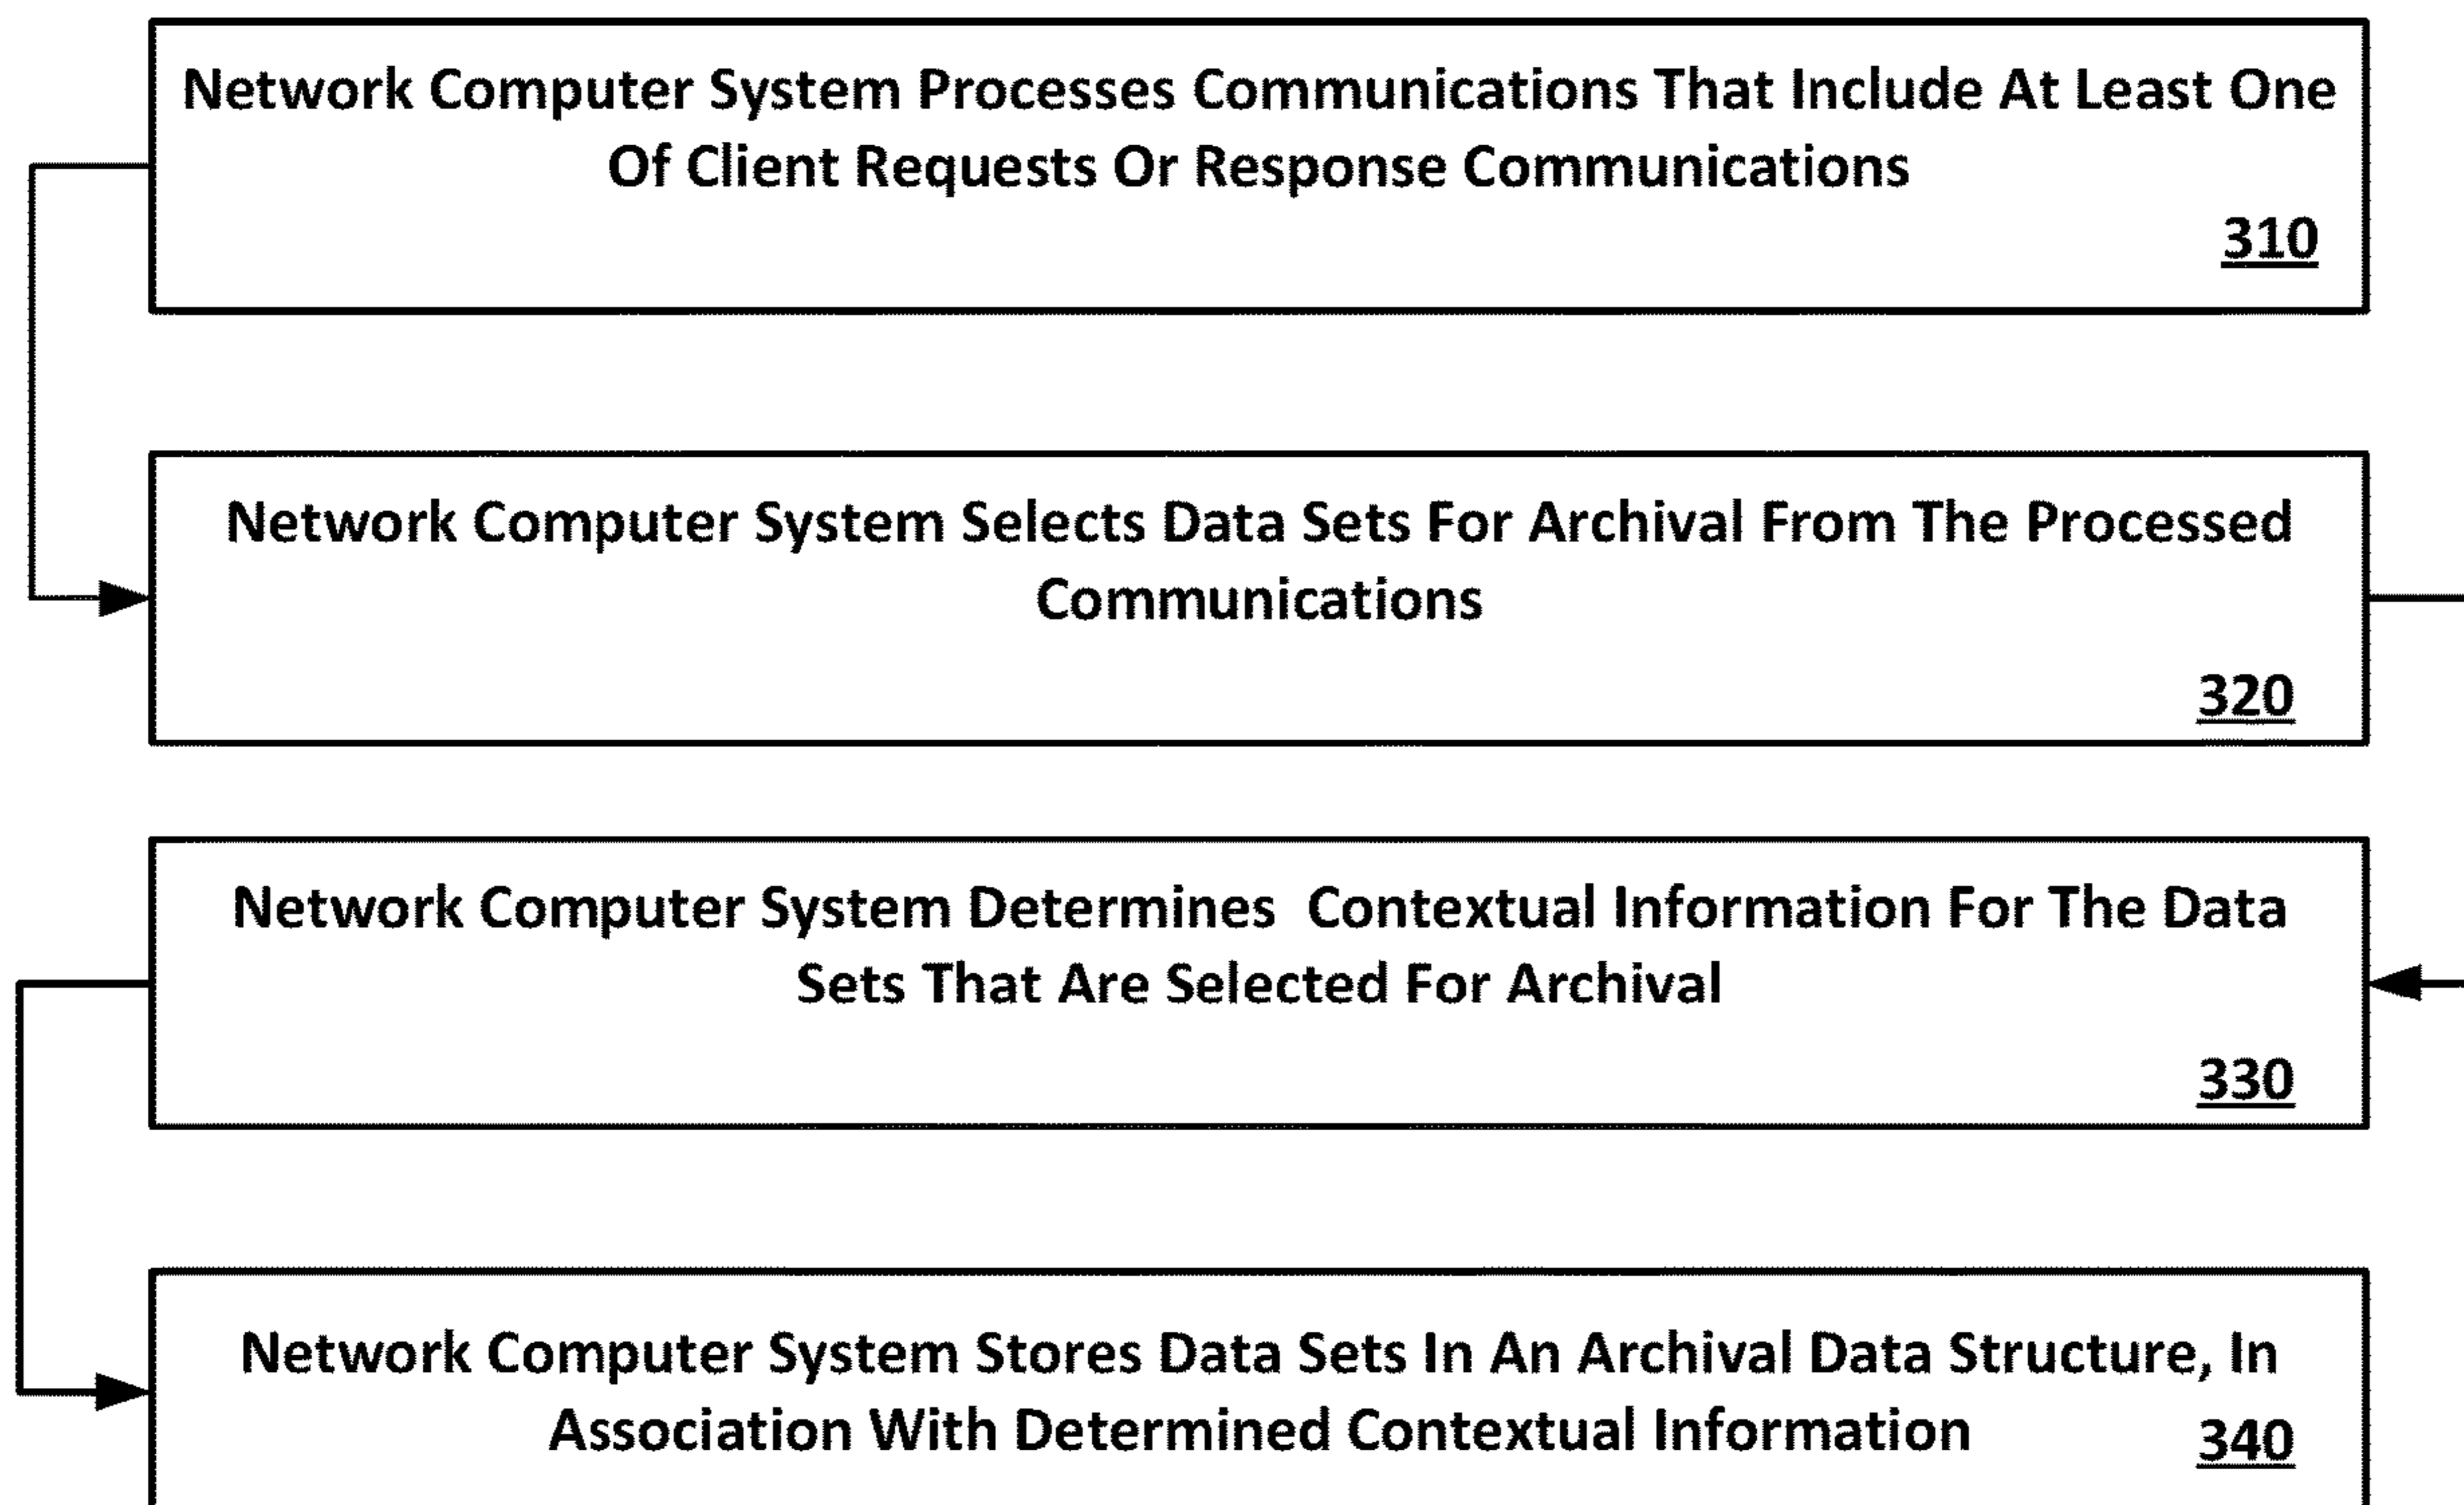 Network Computer System Processes Communications That Include At Least One
Of Client Requests Or Response Communications
310
Network Computer System Selects Data Sets For Archival From The Processed
Communications
320
Network Computer System Determines  Contextual Information For The Data
Sets That Are Selected For Archival
330
Network Computer System Stores Data Sets In An Archival Data Structure, In
Association With Determined Contextual Information
340